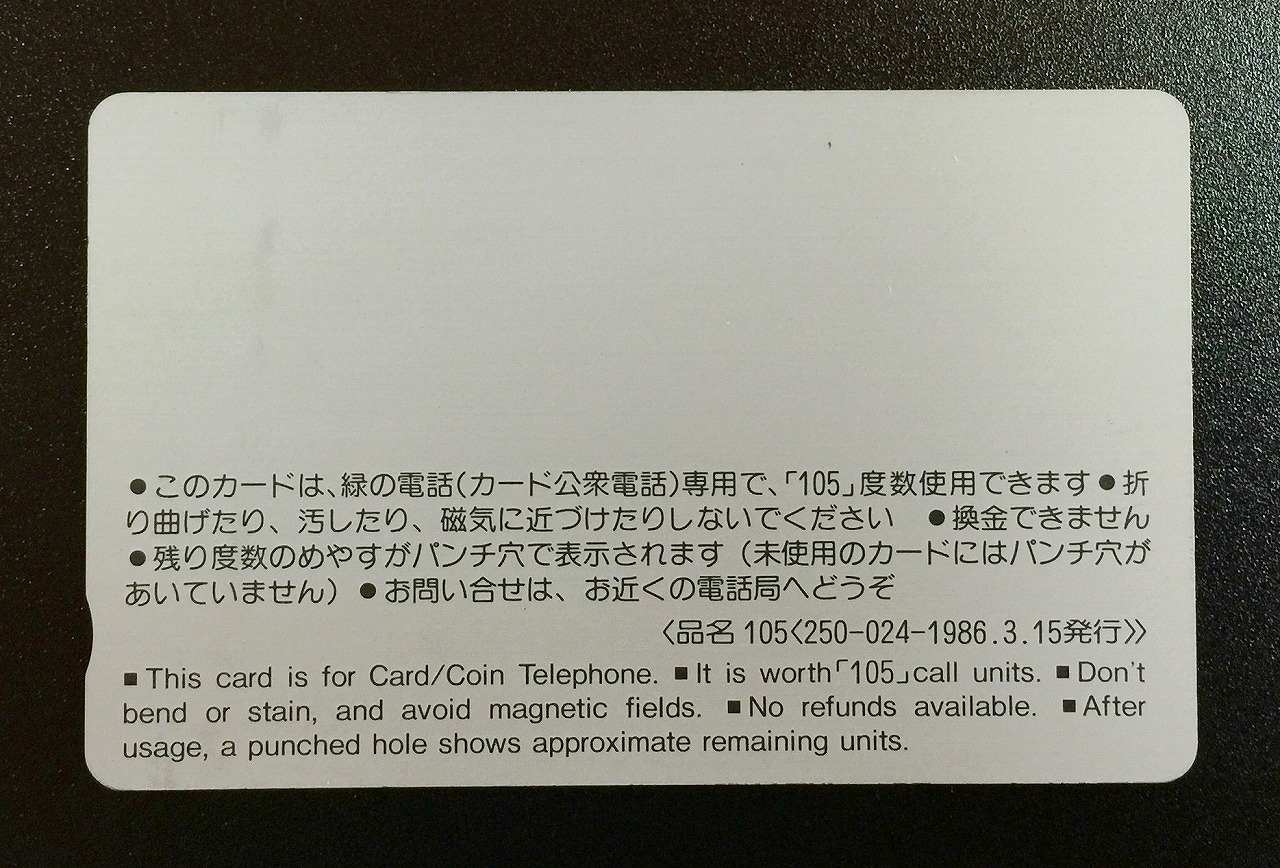 ●このカードは、緑の電話(カード公衆電話)専用で、「105」度数使用できます●折
り曲げたり、汚したり、磁気に近づけたりしないでください　●換金できません
●残り度数のめやすがパンチ穴で表示されます（未使用のカードにはパンチ穴が
あいていません）●お問い合せは、お近くの電話局へどうぞ
〈品名 105〈250-024-1986.3.15発行》〉
■This card is for Card/Coin Telephone. ■It is worth「105」call units. ■Don't
bend or stain, and avoid magnetic fields. ■No refunds available. ■After
usage, a punched hole shows approximate remaining units.